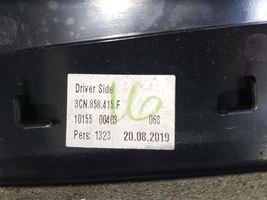 Driver Side
3CN.858.415.F
10155 00403 06S
Pers: 1323 20.08.2019